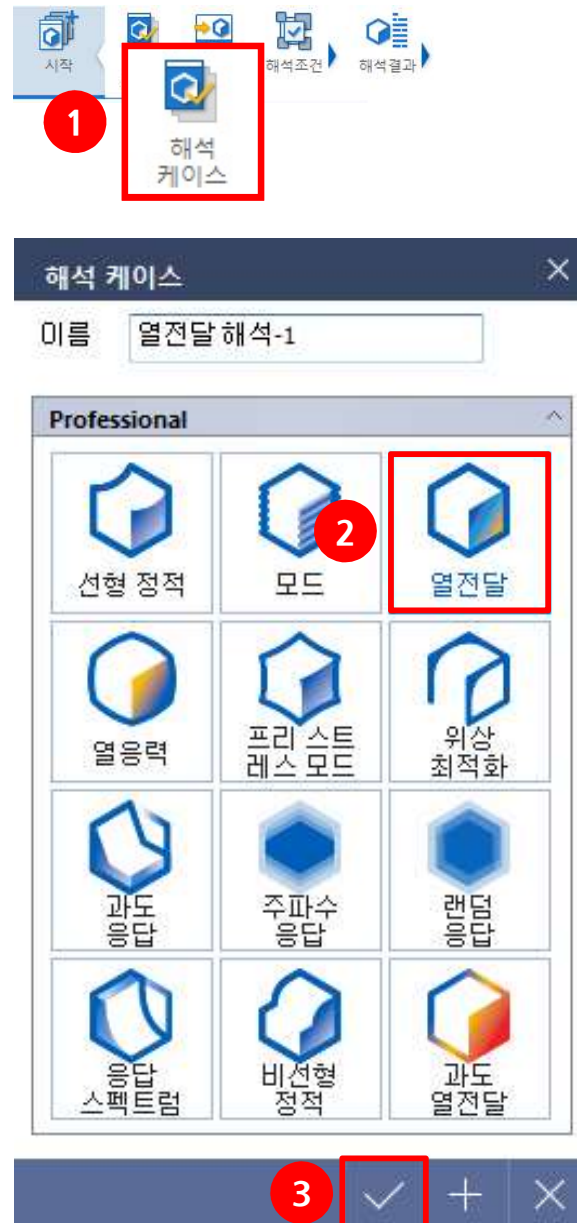 시작
해석조건
해석결과
1
해석
케이스
해석 케이스
이름
열전달 해석-1
Professional
선형 정적
모드
2
열전달
열응력
프리 스트
레스 모드
위상
최적화
과도
응답
주파수
응답
랜덤
응답
응답
스펙트럼
비선형
정적
과도
열전달
3